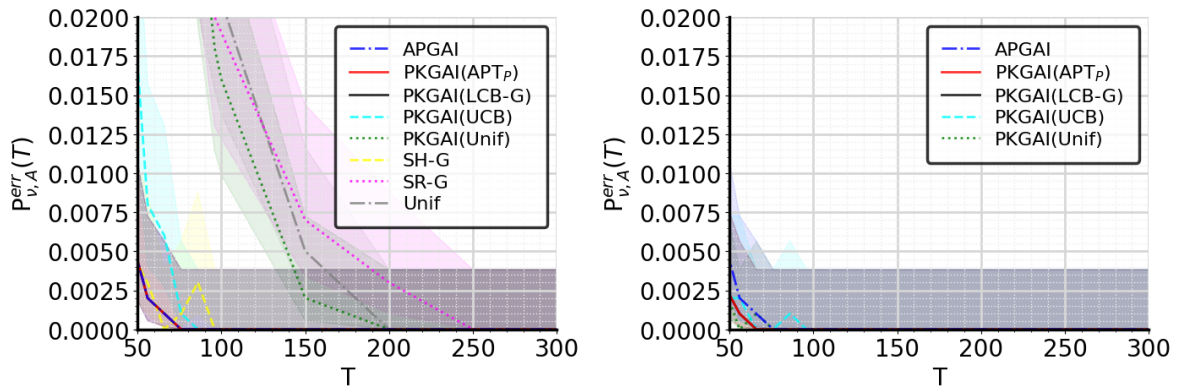 0.0200
0.0175
0.0150
0.0125
0.0100
0.0075
0.0050
0.0025
0.0000
P^{err}_{ν,A}(T)
50 100 150 200 250 300
T
APGAI
PKGAI(APT_P)
PKGAI(LCB-G)
PKGAI(UCB)
PKGAI(Unif)
SH-G
SR-G
Unif
0.0200
0.0175
0.0150
0.0125
0.0100
0.0075
0.0050
0.0025
0.0000
P^{err}_{ν,A}(T)
50 100 150 200 250 300
T
APGAI
PKGAI(APT_P)
PKGAI(LCB-G)
PKGAI(UCB)
PKGAI(Unif)